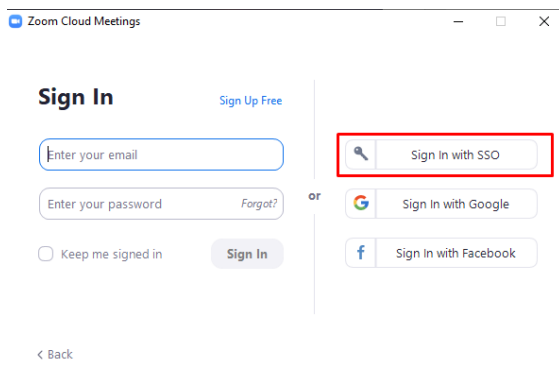 Zoom Cloud Meetings
Sign In
Sign Up Free
Enter your email
Enter your password
Forgot?
Keep me signed in
Sign In
or
Sign In with SSO
Sign In with Google
Sign In with Facebook
Back